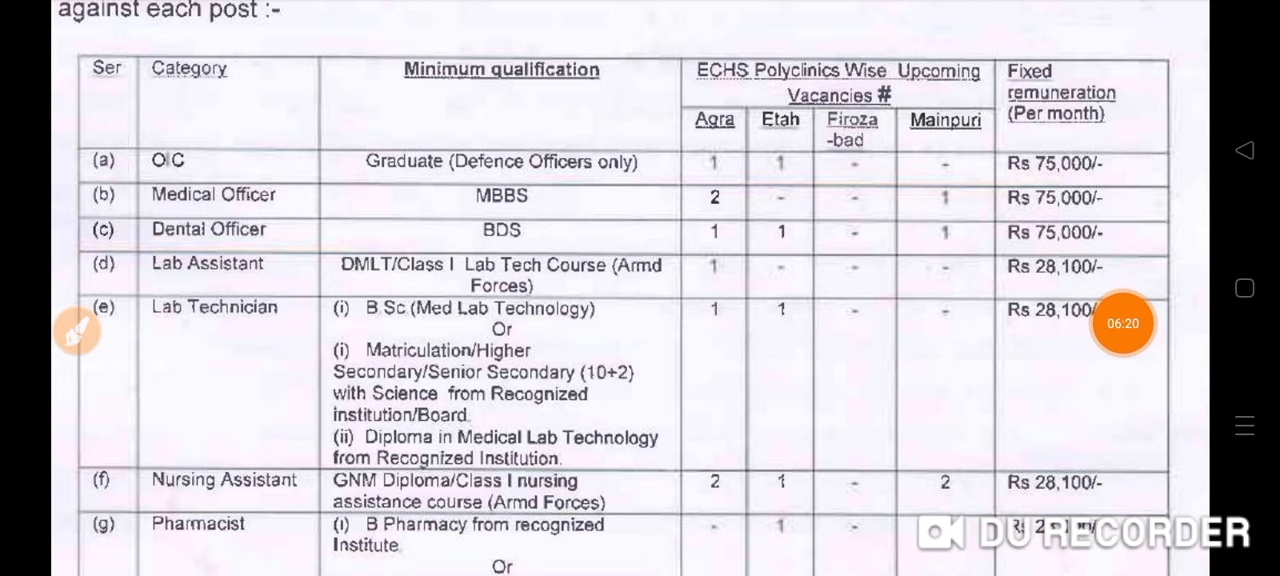 against each post :-
Ser Category Minimum qualification ECHS Polyclinics Wise Upcoming Vacancies # Fixed remuneration (Per month)
Agra Etah Firoza -bad Mainpuri
(a) OIC Graduate (Defence Officers only) 1 1 - - Rs 75,000/-
(b) Medical Officer MBBS 2 - - 1 Rs 75,000/-
(c) Dental Officer BDS 1 1 - 1 Rs 75,000/-
(d) Lab Assistant DMLT/Class I Lab Tech Course (Armd 1 - - - Rs 28,100/-
Forces)
(e) Lab Technician (i) B.Sc (Med Lab Technology) 1 1 - - Rs 28,100/
Or
(i) Matriculation/Higher
Secondary/Senior Secondary (10+2)
with Science from Recognized
institution/Board.
(ii) Diploma in Medical Lab Technology
from Recognized Institution.
(f) Nursing Assistant GNM Diploma/Class I nursing 2 1 - 2 Rs 28,100/-
assistance course (Armd Forces)
(g) Pharmacist (i) B Pharmacy from recognized - 1
Institute.
Or
06:20
DU RECORDER